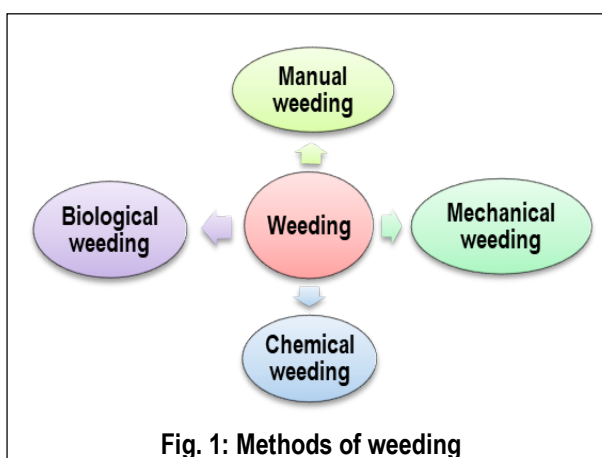 Manual
weeding
Biological
weeding
Weeding
Mechanical
weeding
Chemical
weeding
Fig. 1: Methods of weeding